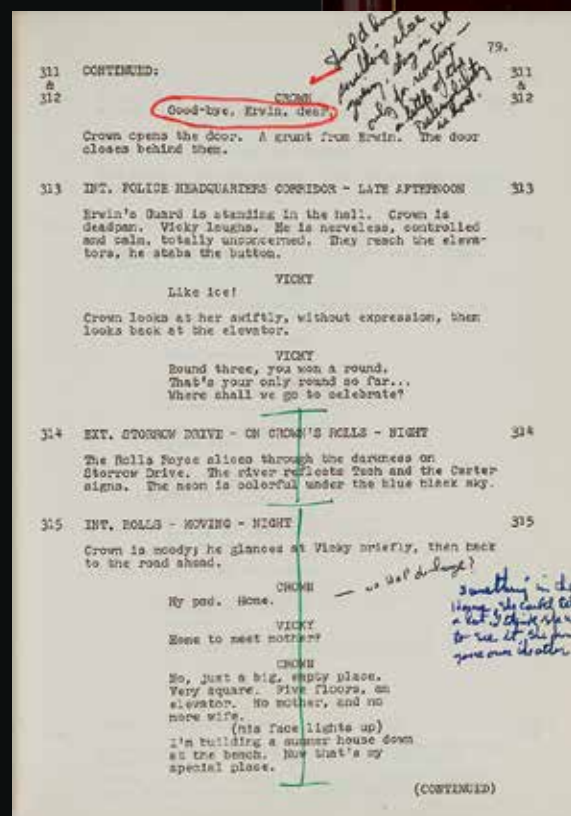 79.
311 CONTINUED: 311
&
312 312
CROWN
Good-bye, Erwin, dear.
Crown opens the door. A grunt from Erwin. The door
closes behind them.
313 INT. POLICE HEADQUARTERS CORRIDOR - LATE AFTERNOON 313
Erwin's Guard is standing in the hall. Crown is
deadpan. Vicky laughs. He is nerveless, controlled
and calm, totally unconcerned. They reach the eleva-
tors, he stabs the button.
VICKY
Like ice!
Crown looks at her swiftly, without expression, then
looks back at the elevator.
VICKY
Round three, you won a round.
That's your only round so far...
Where shall we go to celebrate?
314 EXT. STORROW DRIVE - ON CROWN'S ROLLS - NIGHT 314
The Rolls Royce slices through the darkness on
Storrow Drive. The river reflects Tech and the Carter
signs. The neon is colorful under the blue black sky.
315 INT. ROLLS - MOVING - NIGHT 315
Crown is moody; he glances at Vicky briefly, then back
to the road ahead.
CROWN
My pad. Home.
VICKY
Home to meet mother?
CROWN
No, just a big, empty place.
Very square. Five floors, an
elevator. No mother, and no
more wife.
(his face lights up)
I'm building a summer house down
at the beach. Now that's my
special place.
something in
to see it. She
(CONTINUED)